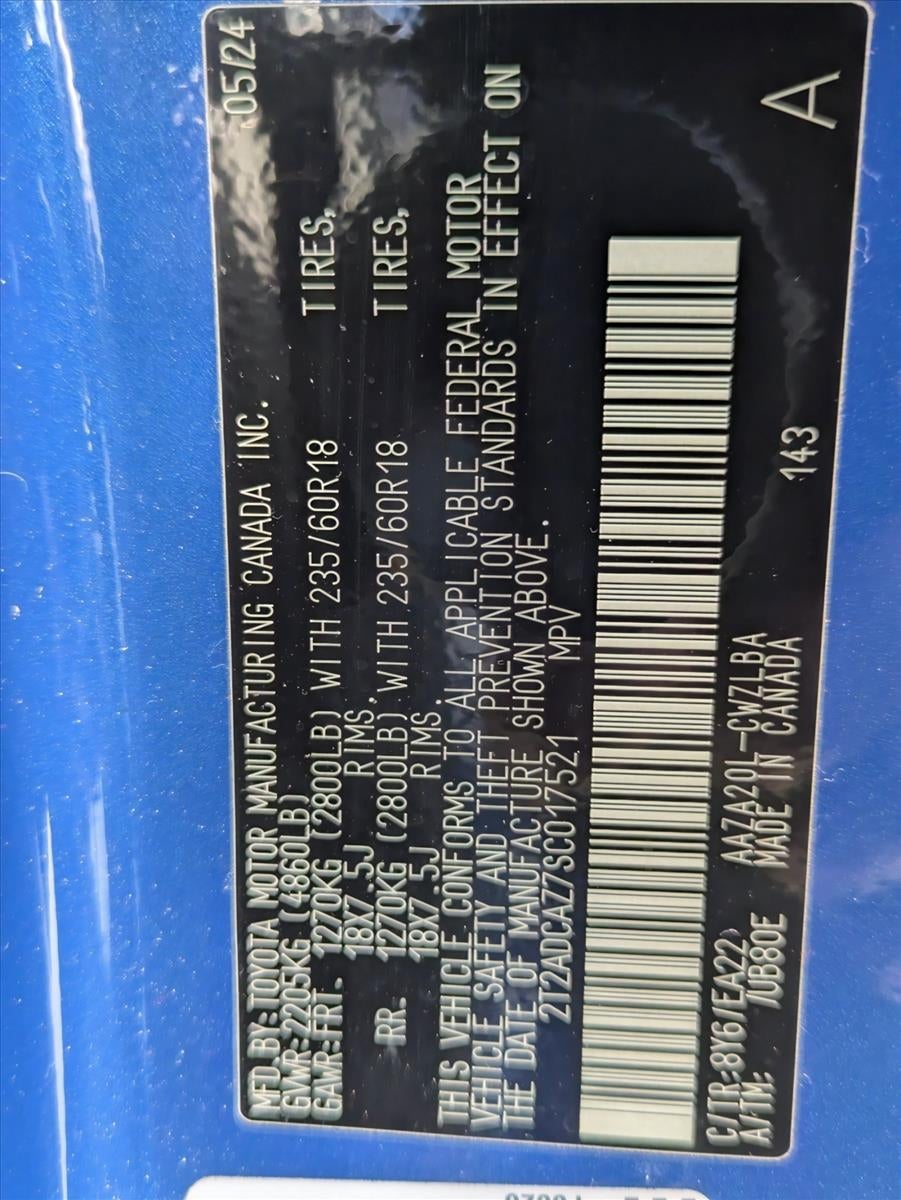 05/24
MFD.BY:TOYOTA MOTOR MANUFACTURING CANADA INC.
GVWR:2205KG (4860LB)
GAWR:FRT. 1270KG (2800LB) WITH 235/60R18 TIRES,
18X7.5J RIMS.
RR. 1270KG (2800LB) WITH 235/60R18 TIRES,
18X7.5J RIMS.
THIS VEHICLE CONFORMS TO ALL APPLICABLE FEDERAL MOTOR
VEHICLE SAFETY AND THEFT PREVENTION STANDARDS IN EFFECT ON
THE DATE OF MANUFACTURE SHOWN ABOVE.
2T2ADCAZ7SC017521 MPV
C/TR:8Y6/EA22 AAZA20L-CWZLBA 143 A
A/TM: /UB80E MADE IN CANADA